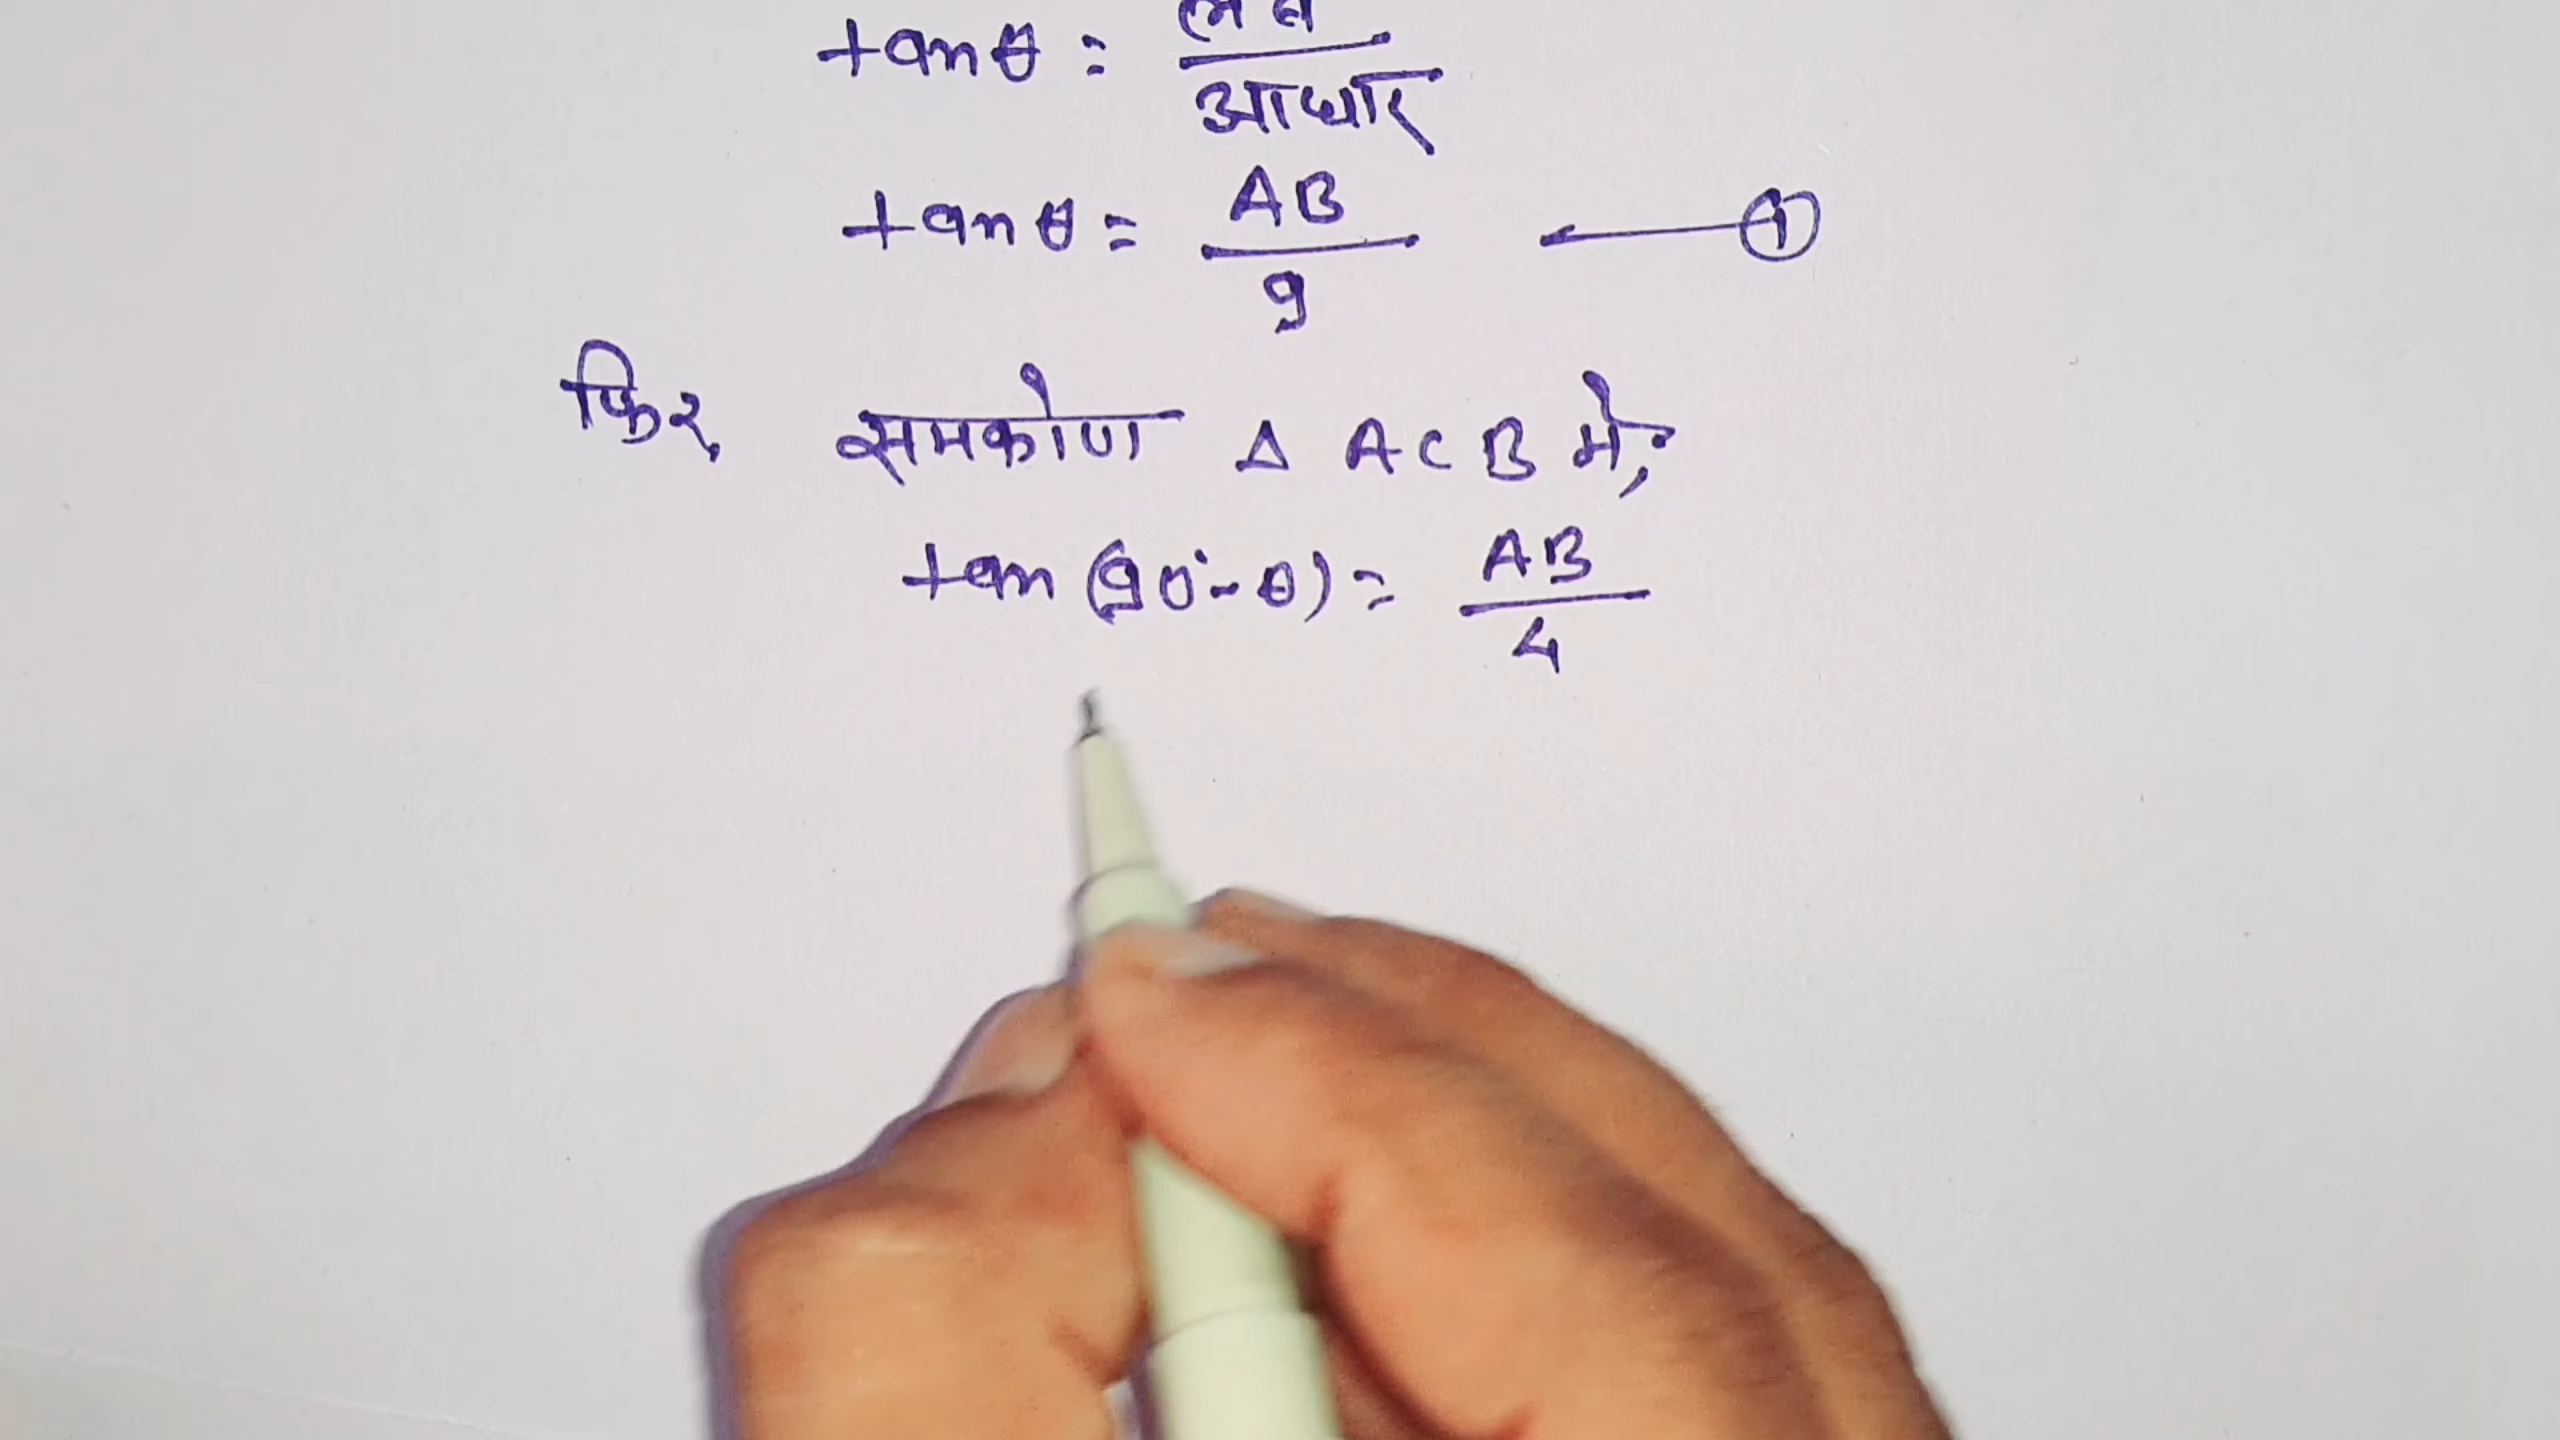 tanθ =
आधार
tanθ = AB ①
9
फिर समकोण Δ ACB में,
tan (90°-θ) = AB
4